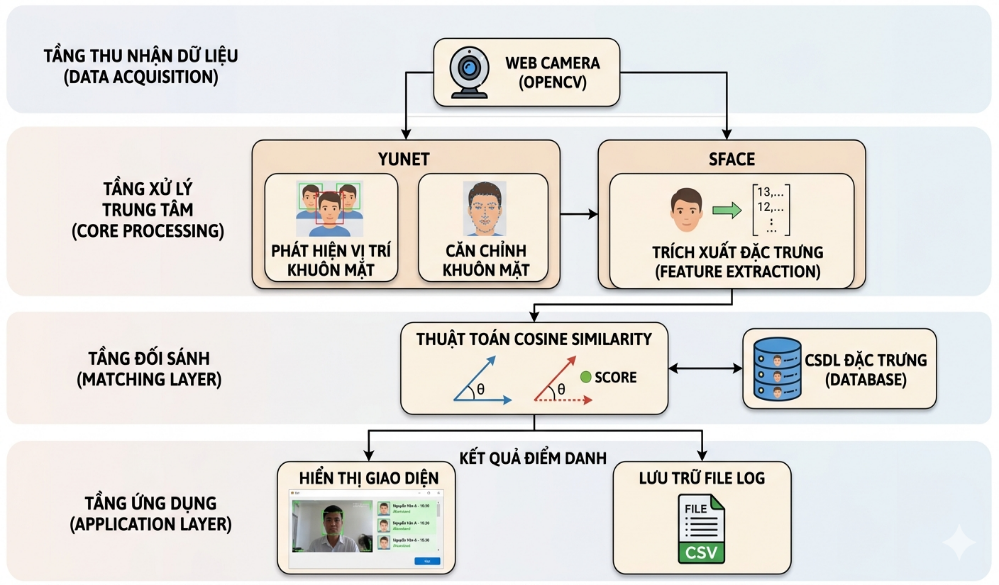 TẦNG THU NHẬN DỮ LIỆU
(DATA ACQUISITION)
WEB CAMERA
(OPENCV)
TẦNG XỬ LÝ
TRUNG TÂM
(CORE PROCESSING)
YUNET
PHÁT HIỆN VỊ TRÍ
KHUÔN MẶT
CĂN CHỈNH
KHUÔN MẶT
SFACE
13,...
12,...
⋮
TRÍCH XUẤT ĐẶC TRƯNG
(FEATURE EXTRACTION)
TẦNG ĐỐI SÁNH
(MATCHING LAYER)
THUẬT TOÁN COSINE SIMILARITY
θ
θ
SCORE
CSDL ĐẶC TRƯNG
(DATABASE)
TẦNG ỨNG DỤNG
(APPLICATION LAYER)
KẾT QUẢ ĐIỂM DANH
HIỂN THỊ GIAO DIỆN
LƯU TRỮ FILE LOG
FILE
CSV